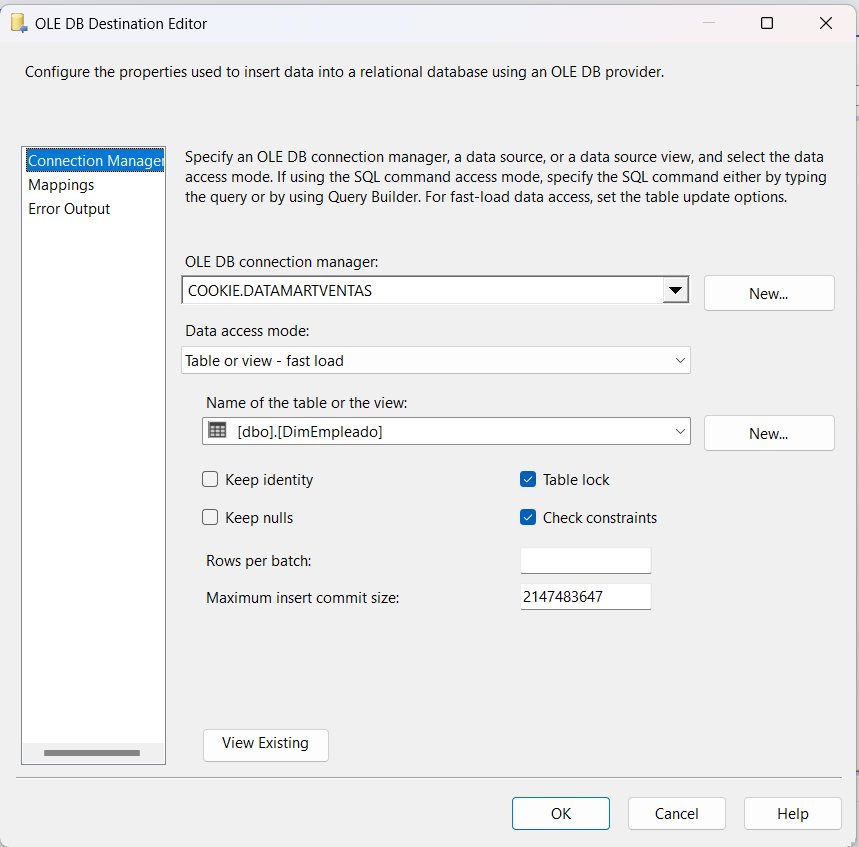 OLE DB Destination Editor
Configure the properties used to insert data into a relational database using an OLE DB provider.
Connection Manager
Mappings
Error Output
Specify an OLE DB connection manager, a data source, or a data source view, and select the data
access mode. If using the SQL command access mode, specify the SQL command either by typing
the query or by using Query Builder. For fast-load data access, set the table update options.
OLE DB connection manager:
COOKIE.DATAMARTVENTAS
New...
Data access mode:
Table or view - fast load
Name of the table or the view:
[dbo].[DimEmpleado]
New...
Keep identity
Table lock
Keep nulls
Check constraints
Rows per batch:
Maximum insert commit size:
2147483647
View Existing
OK
Cancel
Help